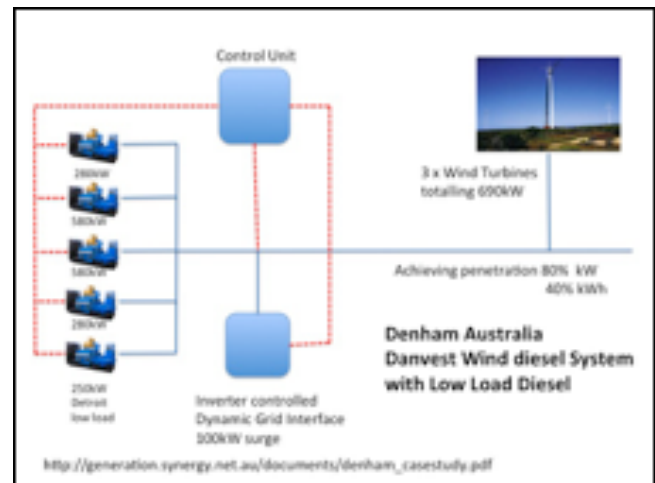 Control Unit
280kW
580kW
580kW
280kW
250kW
Detroit
low load
3 x Wind Turbines
totalling 690kW
Achieving penetration 80% kW
40% kWh
Denham Australia
Danvest Wind diesel System
with Low Load Diesel
Inverter controlled
Dynamic Grid Interface
100kW surge
http://generation.synergy.net.au/documents/denham_casestudy.pdf